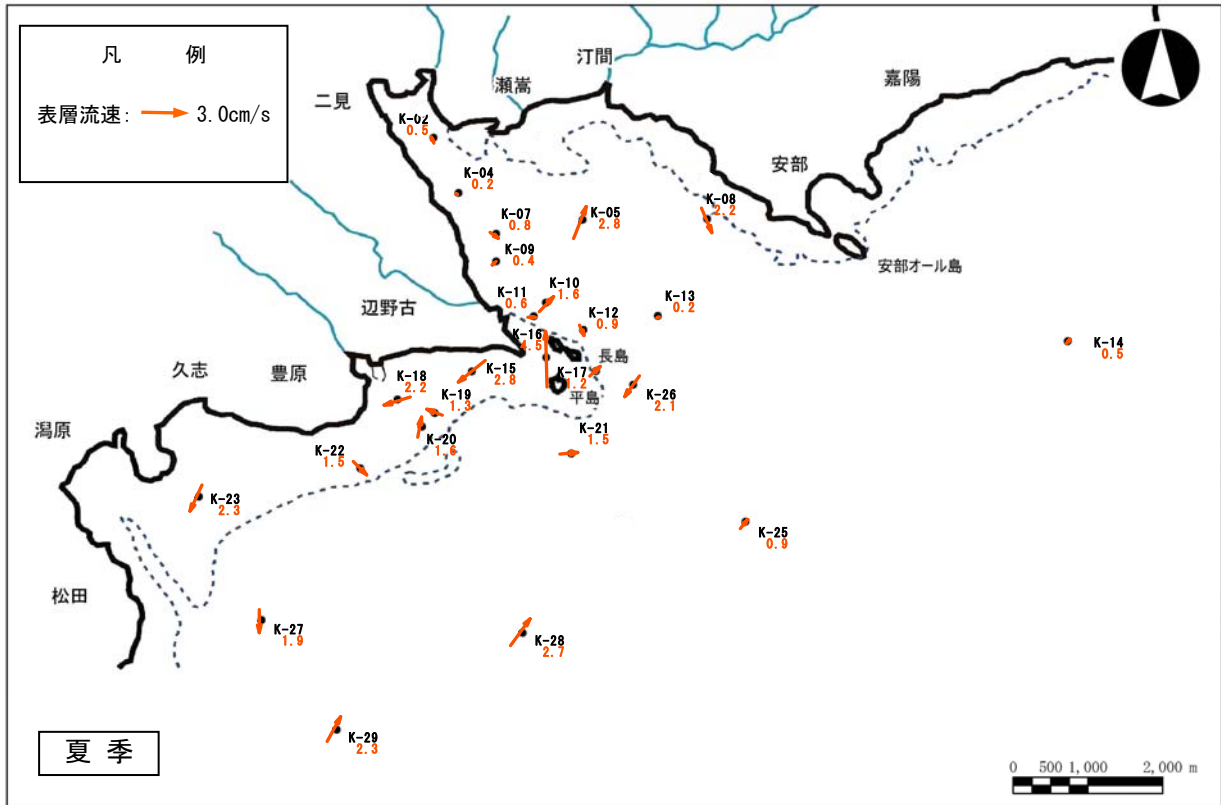 凡 例
表層流速: 3.0cm/s
二見
瀬嵩
汀間
嘉陽
安部
安部オール島
辺野古
豊原
久志
潟原
松田
長島
平島
K-02
0.5
K-04
0.2
K-07
0.8
K-05
2.8
K-08
2.2
K-09
0.4
K-10
1.6
K-11
0.6
K-12
0.9
K-13
0.2
K-14
0.5
K-16
4.5
K-15
2.8
K-17
1.2
K-26
2.1
K-18
2.2
K-19
1.3
K-20
1.6
K-21
1.5
K-22
1.5
K-23
2.3
K-25
0.9
K-27
1.9
K-28
2.7
K-29
2.3
夏 季
0 500 1,000 2,000 m